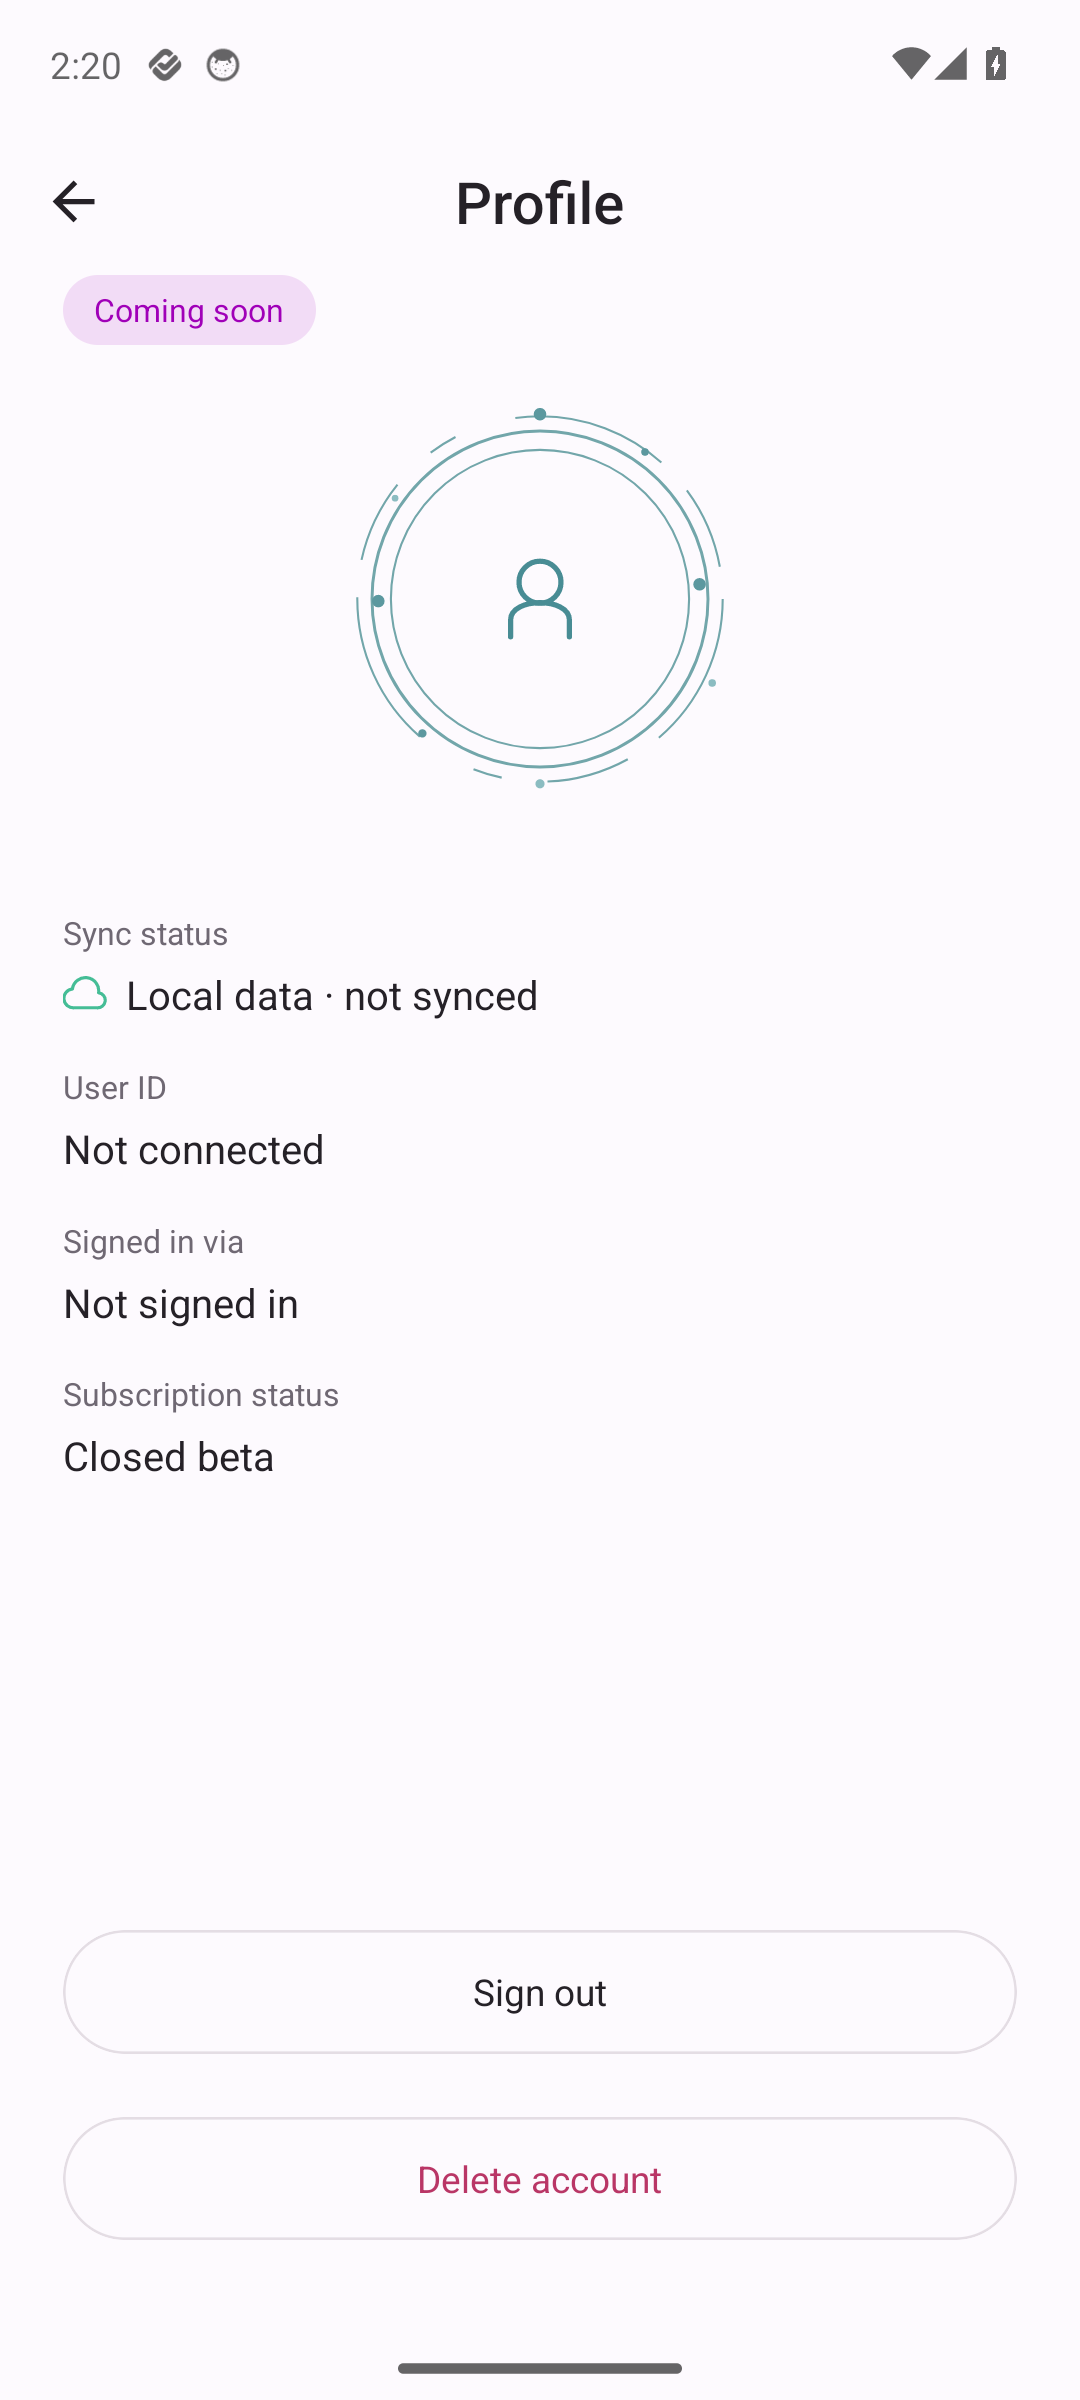 2:20
Profile
Coming soon
Sync status
Local data · not synced
User ID
Not connected
Signed in via
Not signed in
Subscription status
Closed beta
Sign out
Delete account